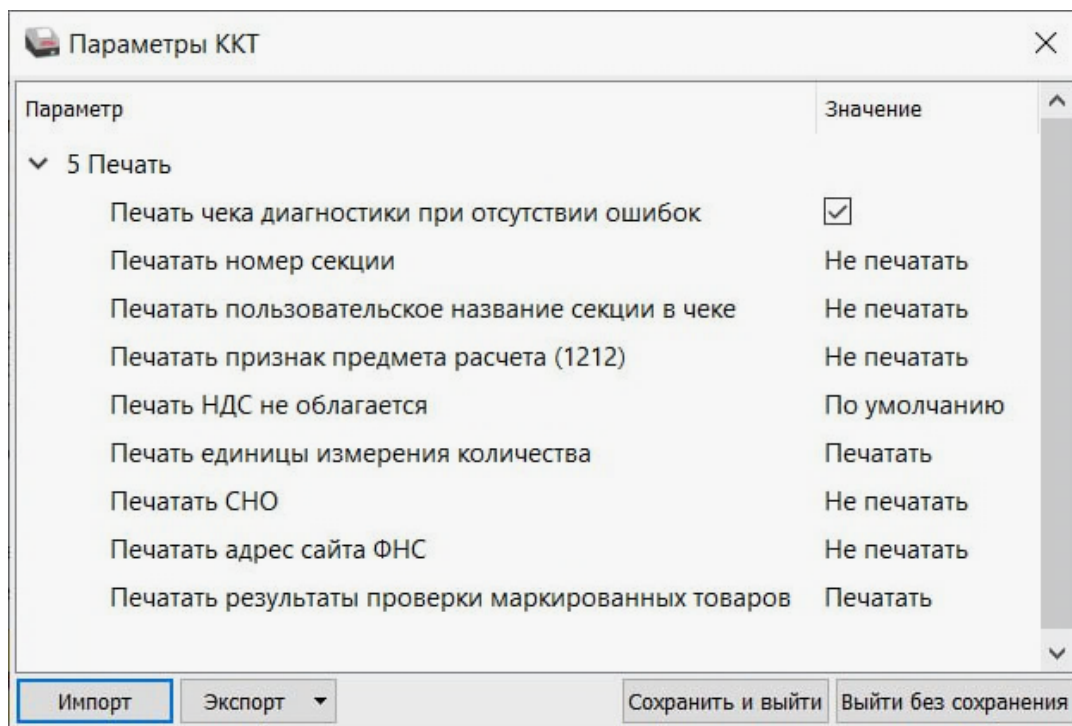 Параметры ККТ
Параметр Значение
5 Печать
Печать чека диагностики при отсутствии ошибок
Печатать номер секции Не печатать
Печатать пользовательское название секции в чеке Не печатать
Печатать признак предмета расчета (1212) Не печатать
Печать НДС не облагается По умолчанию
Печать единицы измерения количества Печатать
Печатать СНО Не печатать
Печатать адрес сайта ФНС Не печатать
Печатать результаты проверки маркированных товаров Печатать
Импорт Экспорт Сохранить и выйти Выйти без сохранения